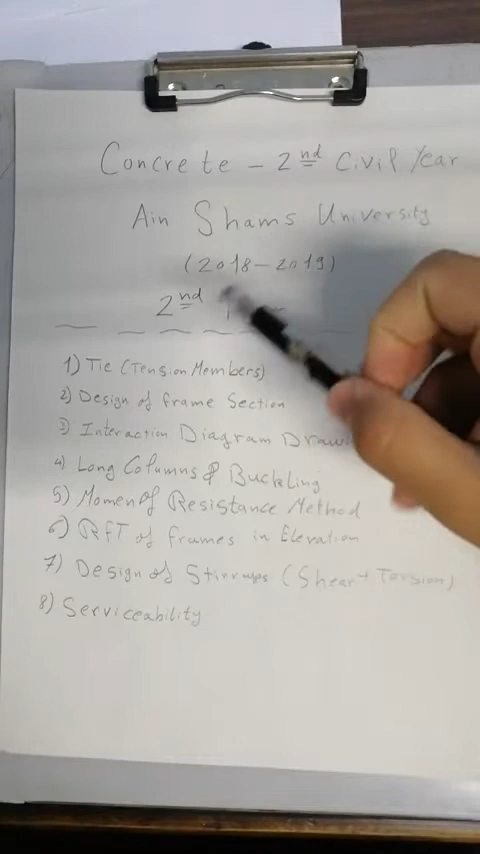 Concrete - 2nd Civil Year
Ain Shams University
(2018-2019)
2nd
1) Tie (Tension Members)
2) Design of Frame Section
3) Interaction Diagram
4) Long Columns & Buckling
5) Momen of Resistance Method
6) RFT of Frames in Elevation
7) Design of Stirrups (Shear + Torsion)
8) Serviceability